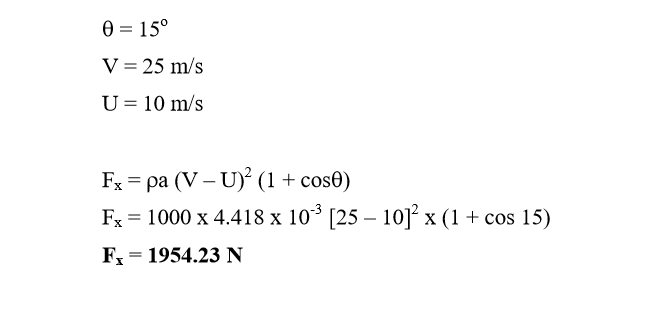 θ = 15°
V = 25 m/s
U = 10 m/s
Fₓ = ρa (V – U)² (1 + cosθ)
Fₓ = 1000 x 4.418 x 10⁻³ [25 – 10]² x (1 + cos 15)
Fₓ = 1954.23 N